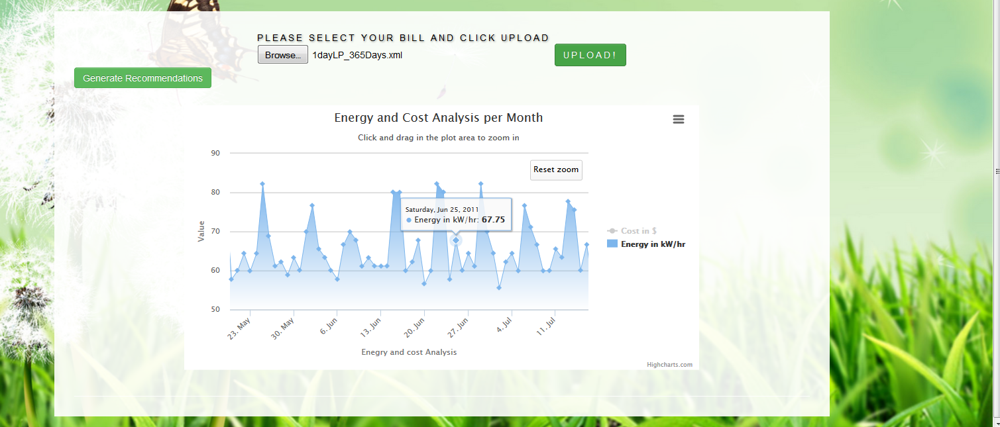 PLEASE SELECT YOUR BILL AND CLICK UPLOAD
Browse... 1dayLP_365Days.xml UPLOAD!
Generate Recommendations
Energy and Cost Analysis per Month
Click and drag in the plot area to zoom in
Reset zoom
90
80
70
60
50
Value
Saturday, Jun 25, 2011
Energy in kW/hr: 67.75
Cost in $
Energy in kW/hr
23. May 30. May 6. Jun 13. Jun 20. Jun 27. Jun 4. Jul 11. Jul
Enegry and cost Analysis
Highcharts.com